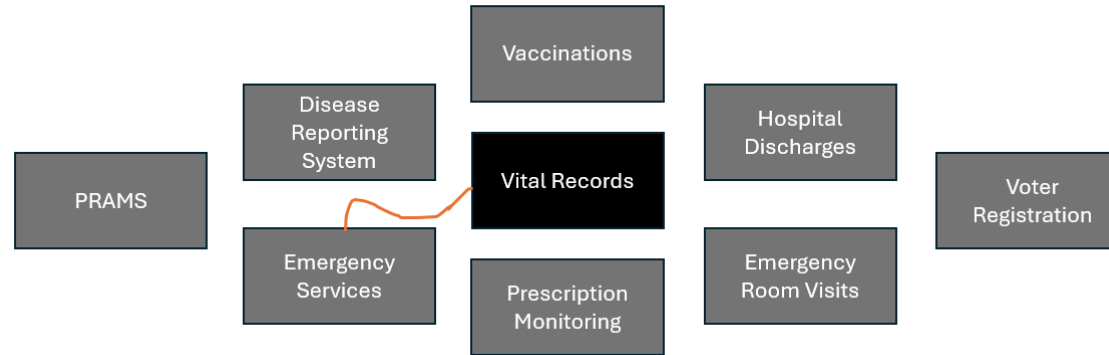 Vaccinations
Disease
Reporting
System
Hospital
Discharges
PRAMS
Vital Records
Voter
Registration
Emergency
Services
Prescription
Monitoring
Emergency
Room Visits